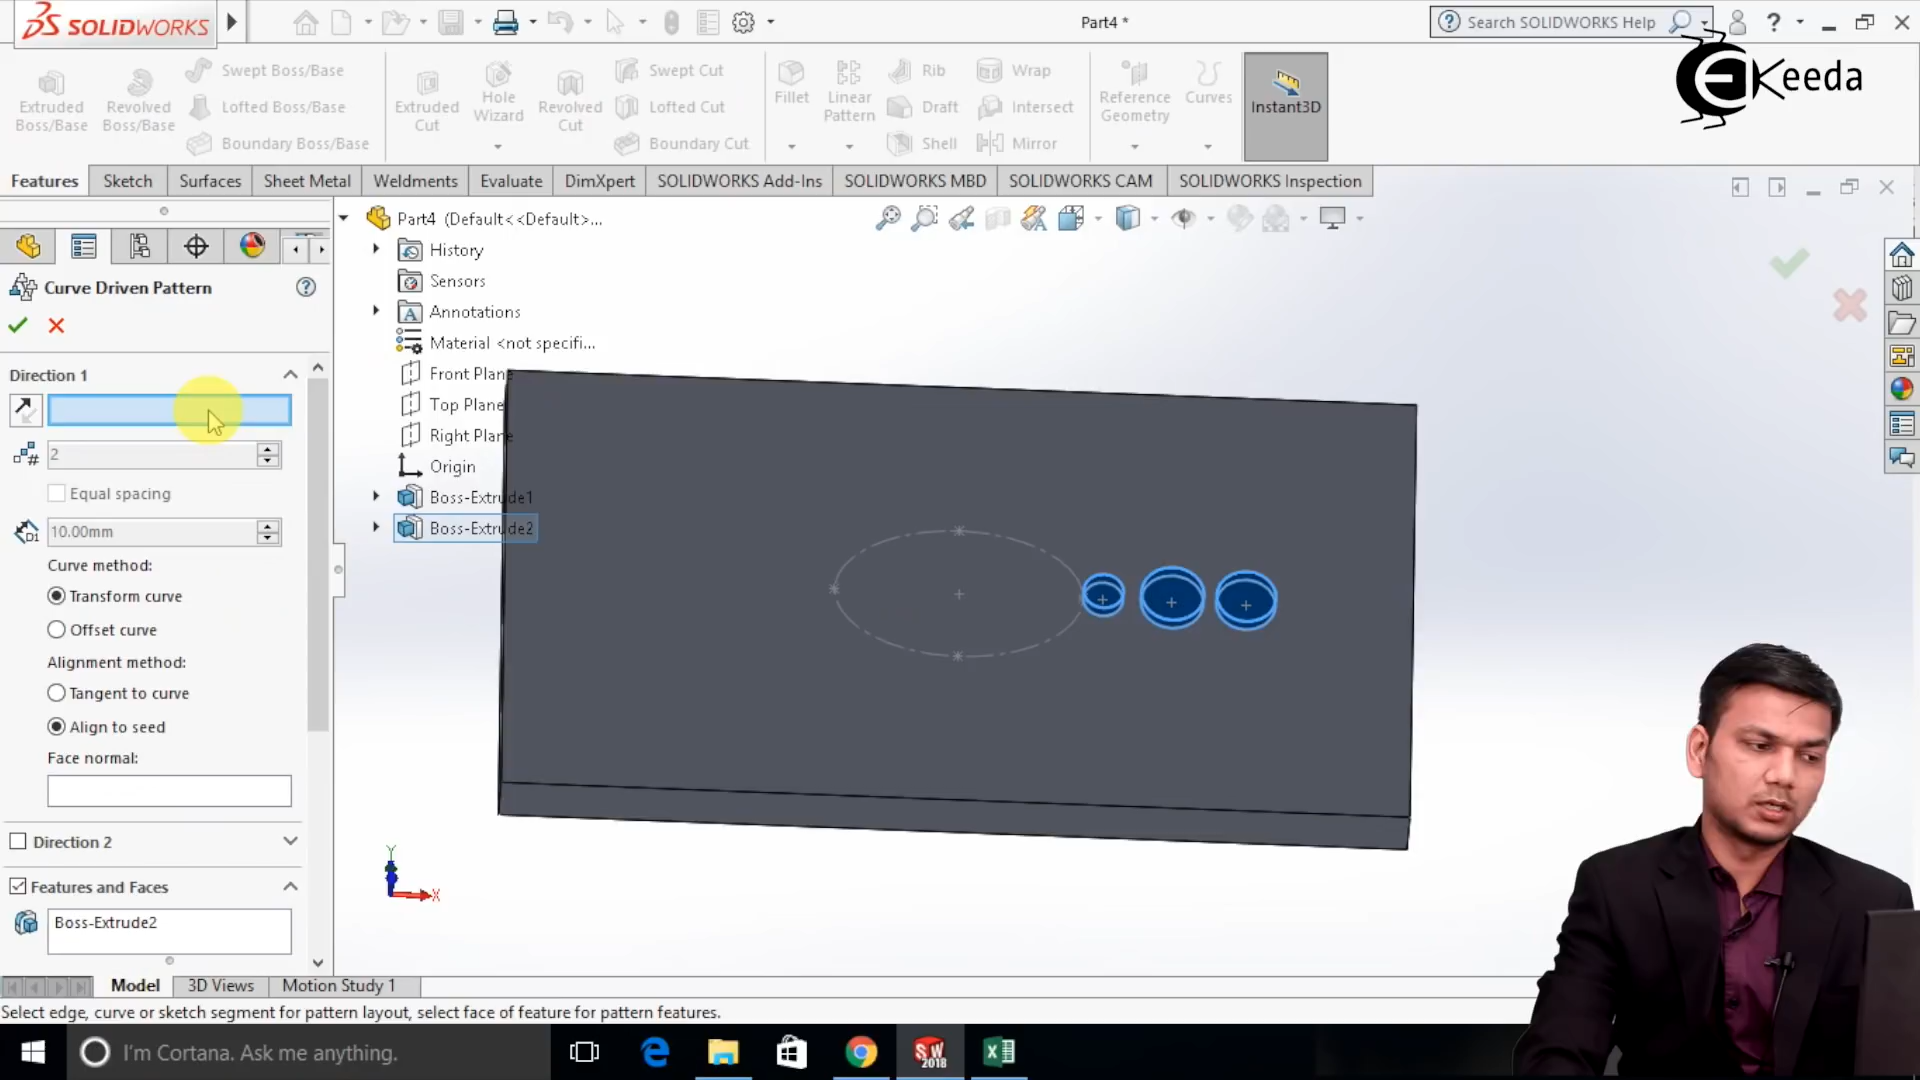 SOLIDWORKS
Part4 *
Search SOLIDWORKS Help
?
Ekeeda
Extruded Boss/Base
Revolved Boss/Base
Swept Boss/Base
Lofted Boss/Base
Boundary Boss/Base
Extruded Cut
Hole Wizard
Revolved Cut
Swept Cut
Lofted Cut
Boundary Cut
Fillet
Linear Pattern
Rib
Draft
Shell
Wrap
Intersect
Mirror
Reference Geometry
Curves
Instant3D
Features
Sketch
Surfaces
Sheet Metal
Weldments
Evaluate
DimXpert
SOLIDWORKS Add-Ins
SOLIDWORKS MBD
SOLIDWORKS CAM
SOLIDWORKS Inspection
Part4 (Default<<Default>...
History
Sensors
Annotations
Material <not specifi...
Front Plane
Top Plane
Right Plane
Origin
Boss-Extrude1
Boss-Extrude2
Curve Driven Pattern
Direction 1
2
Equal spacing
D1
10.00mm
Curve method:
Transform curve
Offset curve
Alignment method:
Tangent to curve
Align to seed
Face normal:
Direction 2
Features and Faces
Boss-Extrude2
Y
X
Model
3D Views
Motion Study 1
Select edge, curve or sketch segment for pattern layout, select face of feature for pattern features.
I'm Cortana. Ask me anything.
SW
2018